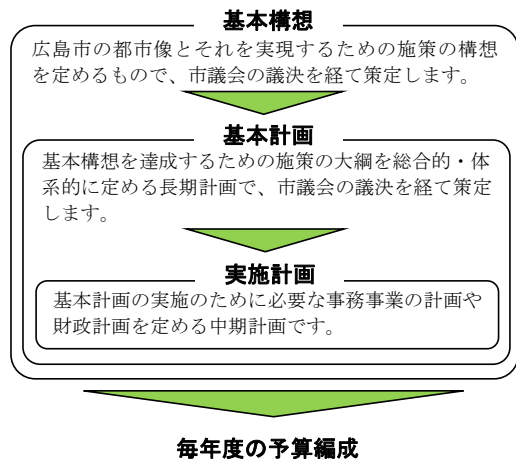 基本構想
広島市の都市像とそれを実現するための施策の構想
を定めるもので、市議会の議決を経て策定します。
基本計画
基本構想を達成するための施策の大綱を総合的・体
系的に定める長期計画で、市議会の議決を経て策定
します。
実施計画
基本計画の実施のために必要な事務事業の計画や
財政計画を定める中期計画です。
毎年度の予算編成